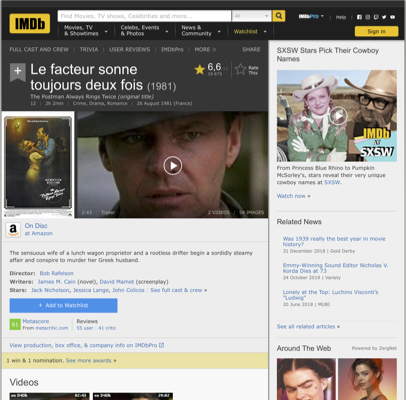 IMDb
Find Movies, TV shows, Celebrities and more...
All
IMDbPro
Help
Movies, TV
& Showtimes
Celebs, Events
& Photos
News &
Community
Watchlist
Sign in
FULL CAST AND CREW | TRIVIA | USER REVIEWS | IMDbPro | MORE
SHARE
Le facteur sonne
toujours deux fois (1981)
The Postman Always Rings Twice (original title)
12 | 2h 2min | Crime, Drama, Romance | 26 August 1981 (France)
6,6
Rate
This
2:43 Trailer
2 VIDEOS
IMAGES
On Disc
at Amazon
The sensuous wife of a lunch wagon proprietor and a rootless drifter begin a sordidly steamy
affair and conspire to murder her Greek husband.
Director: Bob Rafelson
Writers: James M. Cain (novel), David Mamet (screenplay)
Stars: Jack Nicholson, Jessica Lange, John Colicos | See full cast & crew »
+ Add to Watchlist
61
Metascore
From metacritic.com
Reviews
55 user | 41 critic
View production, box office, & company info on IMDbPro
1 win & 1 nomination. See more awards »
Videos
SXSW Stars Pick Their Cowboy
Names
IMDb
AT
SXSW
From Princess Blue Rhino to Pumpkin
McSorley's, stars reveal their very unique
cowboy names at SXSW.
Watch now »
Related News
Was 1939 really the best year in movie
history?
31 December 2018 | Gold Derby
Emmy-Winning Sound Editor Nicholas V.
Korda Dies at 73
24 October 2018 | Variety
Lonely at the Top: Luchino Visconti's
"Ludwig"
20 June 2018 | MUBI
See all related articles »
Around The Web
Powered by ZergNet